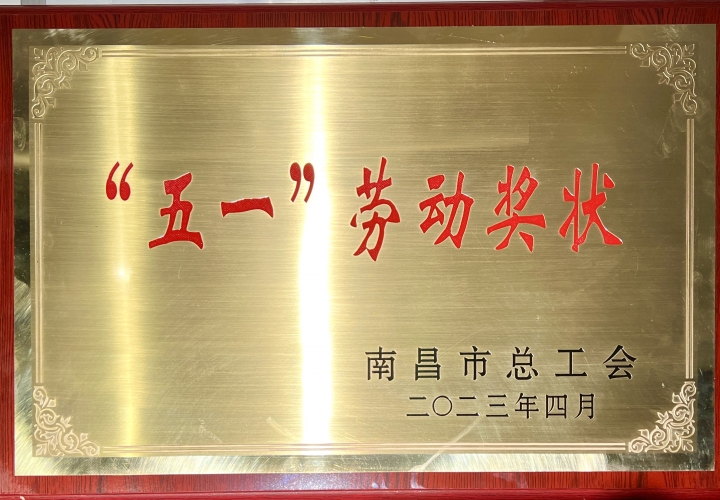 “五一”劳动奖状
南昌市总工会
二〇二三年四月